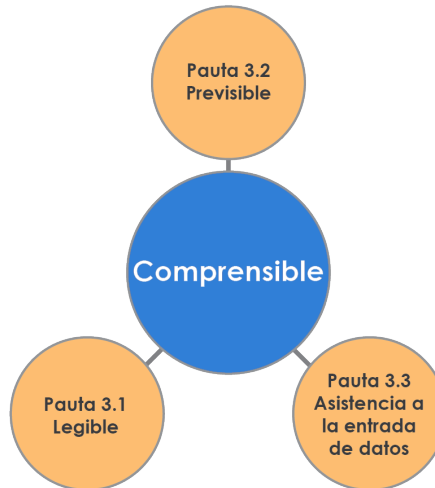 Pauta 3.2
Previsible
Comprensible
Pauta 3.1
Legible
Pauta 3.3
Asistencia a
la entrada
de datos